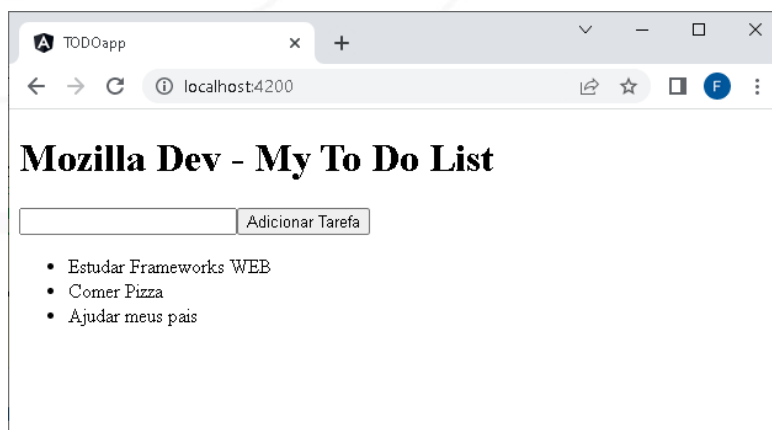 TODOapp
localhost:4200
F
Mozilla Dev - My To Do List
Adicionar Tarefa
Estudar Frameworks WEB
Comer Pizza
Ajudar meus pais